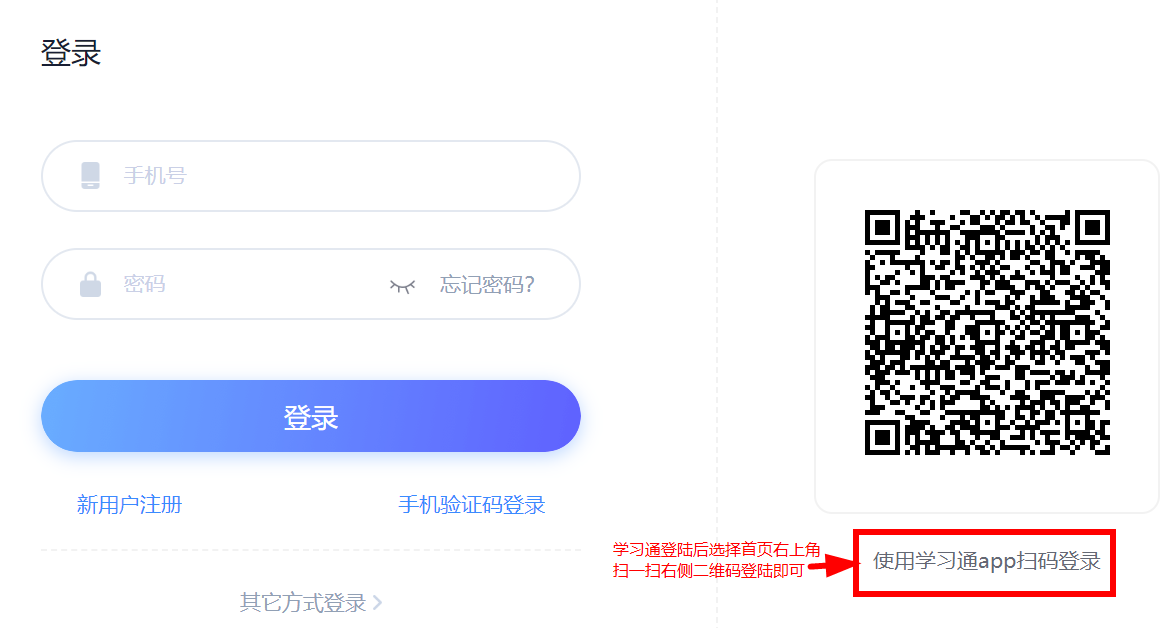 登录
手机号
密码
忘记密码?
登录
新用户注册
手机验证码登录
其它方式登录
学习通登陆后选择首页右上角
扫一扫右侧二维码登陆即可
使用学习通app扫码登录